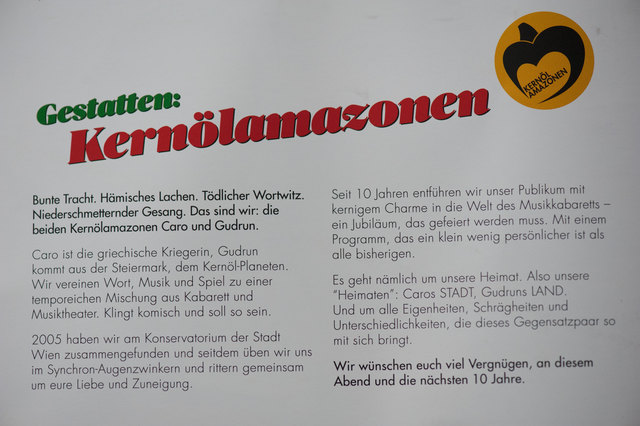 Gestatten:
Kernölamazonen
KERNÖL
AMAZONEN
Bunte Tracht. Hämisches Lachen. Tödlicher Wortwitz.
Niederschmetternder Gesang. Das sind wir: die
beiden Kernölamazonen Caro und Gudrun.
Caro ist die griechische Kriegerin, Gudrun
kommt aus der Steiermark, dem Kernöl-Planeten.
Wir vereinen Wort, Musik und Spiel zu einer
temporeichen Mischung aus Kabarett und
Musiktheater. Klingt komisch und soll so sein.
2005 haben wir am Konservatorium der Stadt
Wien zusammengefunden und seitdem üben wir uns
im Synchron-Augenzwinkern und rittern gemeinsam
um eure Liebe und Zuneigung.
Seit 10 Jahren entführen wir unser Publikum mit
kernigem Charme in die Welt des Musikkabaretts –
ein Jubiläum, das gefeiert werden muss. Mit einem
Programm, das ein klein wenig persönlicher ist als
alle bisherigen.
Es geht nämlich um unsere Heimat. Also unsere
“Heimaten”: Caros STADT, Gudruns LAND.
Und um alle Eigenheiten, Schrägheiten und
Unterschiedlichkeiten, die dieses Gegensatzpaar so
mit sich bringt.
Wir wünschen euch viel Vergnügen, an diesem
Abend und die nächsten 10 Jahre.